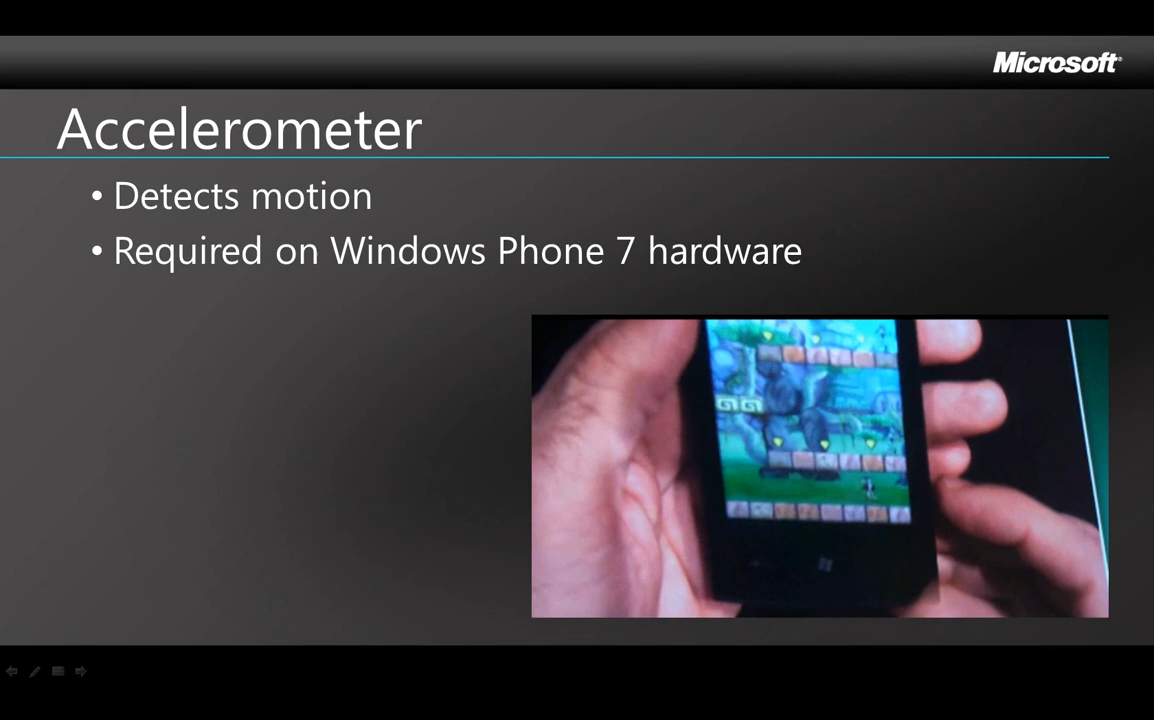 Microsoft®
Accelerometer
• Detects motion
• Required on Windows Phone 7 hardware